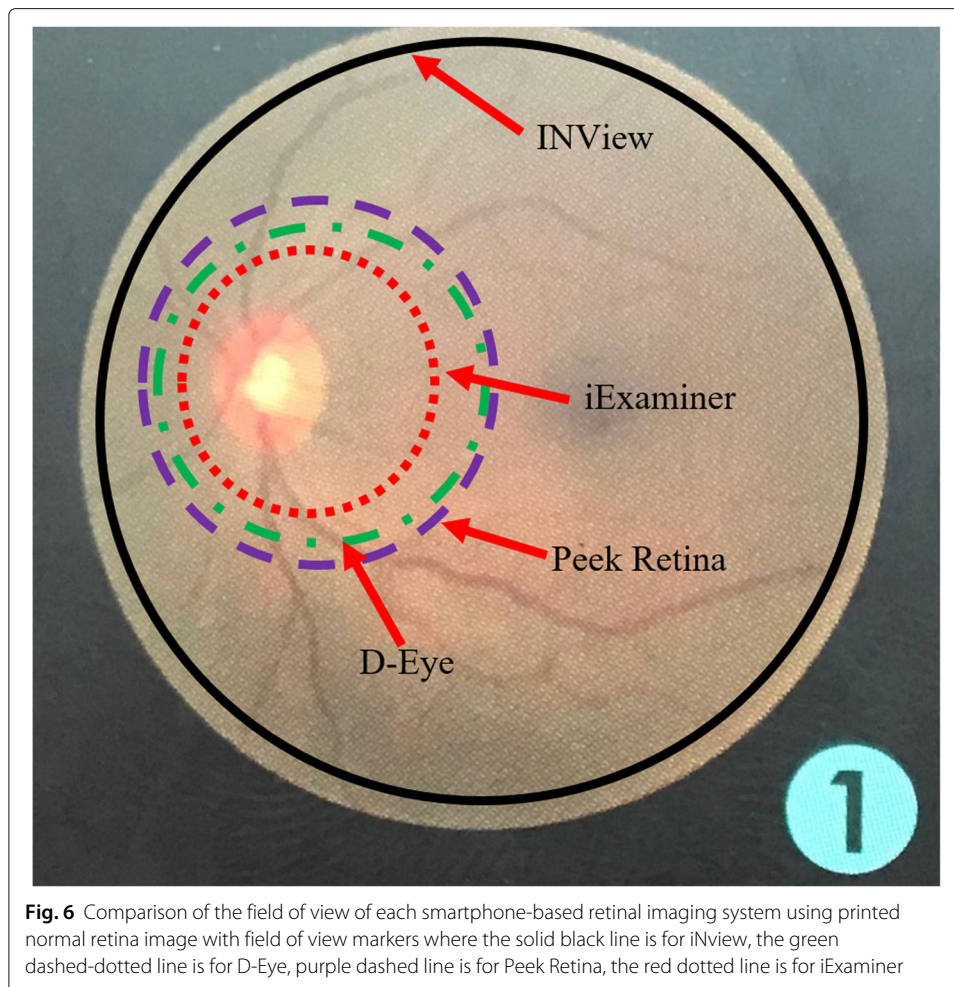 INView
iExaminer
Peek Retina
D-Eye
1
Fig. 6 Comparison of the field of view of each smartphone-based retinal imaging system using printed
normal retina image with field of view markers where the solid black line is for iNview, the green
dashed-dotted line is for D-Eye, purple dashed line is for Peek Retina, the red dotted line is for iExaminer